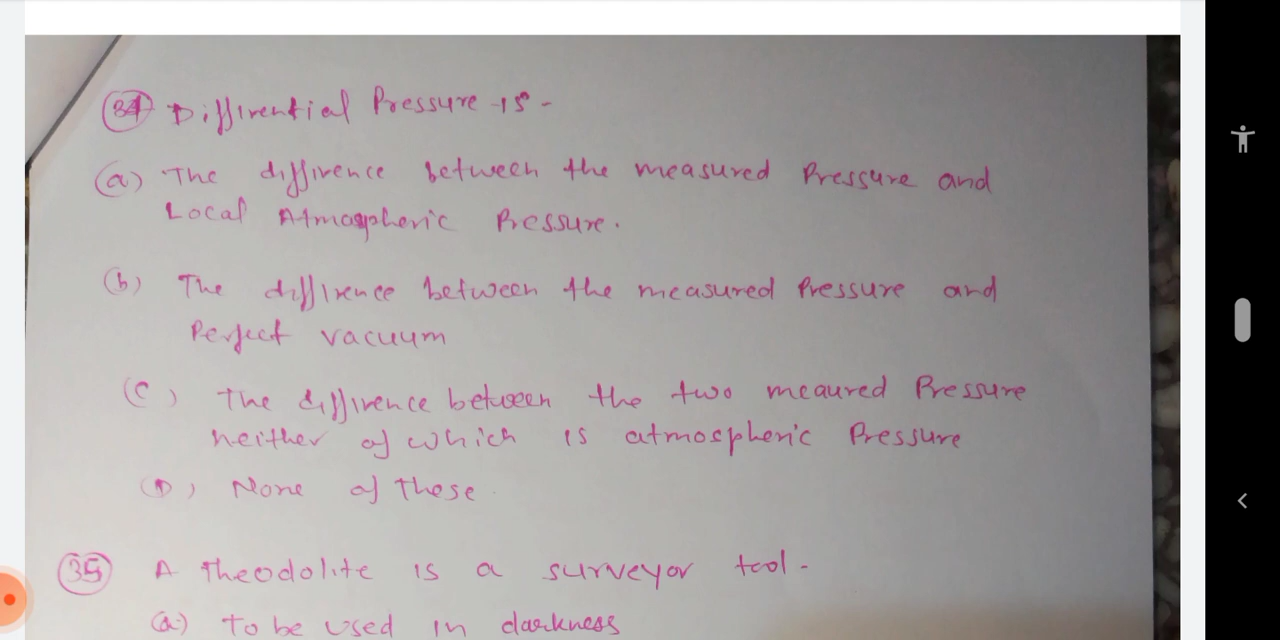 34 Diffirential Pressure is -
(a) The diffirence between the measured Pressure and
Local Atmospheric Pressure.
(b) The diffirence between the measured Pressure and
Perfect vacuum
(C) The diffirence between the two meaured Pressure
neither of which is atmospheric Pressure
(D) None of These
35 A Theodolite is a surveyor tool -
(a) To be used in darkness